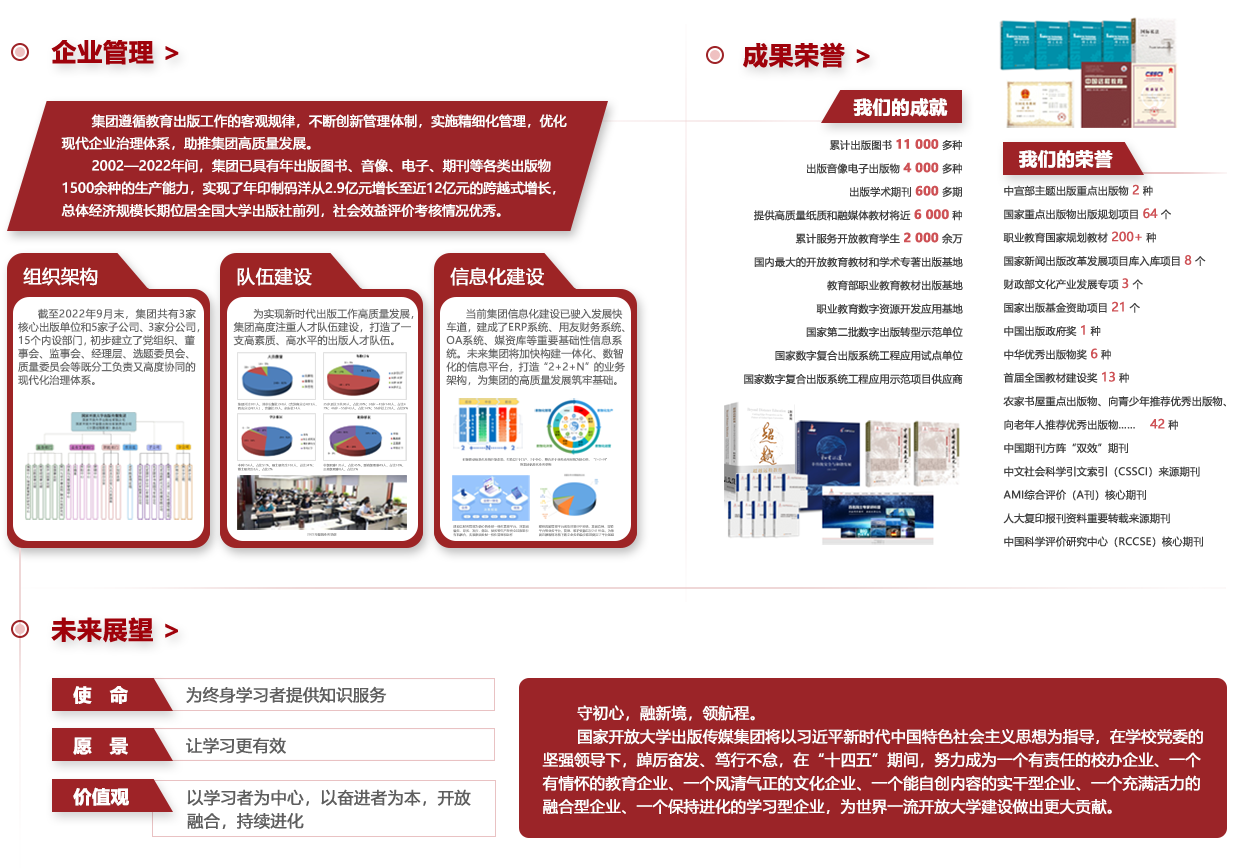 企业管理 >
集团遵循教育出版工作的客观规律，不断创新管理体制，实施精细化管理，优化
现代企业治理体系，助推集团高质量发展。
2002—2022年间，集团已具有年出版图书、音像、电子、期刊等各类出版物
1500余种的生产能力，实现了年印制码洋从2.9亿元增长至近12亿元的跨越式增长，
总体经济规模长期位居全国大学出版社前列，社会效益评价考核情况优秀。
组织架构
截至2022年9月末，集团共有3家
核心出版单位和5家子公司、3家分公司，
15个内设部门，初步建立了党组织、董
事会、监事会、经理层、选题委员会、
质量委员会等既分工负责又高度协同的
现代化治理体系。
队伍建设
为实现新时代出版工作高质量发展，
集团高度注重人才队伍建设，打造了一
支高素质、高水平的出版人才队伍。
信息化建设
当前集团信息化建设已驶入发展快
车道，建成了ERP系统、用友财务系统、
OA系统、媒资库等重要基础性信息系
统。未来集团将加快构建一体化、数智
化的信息平台，打造“2+2+N”的业务
架构，为集团的高质量发展筑牢基础。
成果荣誉 >
我们的成就
累计出版图书 11 000 多种
出版音像电子出版物 4 000 多种
出版学术期刊 600 多期
提供高质量纸质和融媒体教材将近 6 000 种
累计服务开放教育学生 2 000 余万
国内最大的开放教育教材和学术专著出版基地
教育部职业教育教材出版基地
职业教育数字资源开发应用基地
国家第二批数字出版转型示范单位
国家数字复合出版系统工程应用试点单位
国家数字复合出版系统工程应用示范项目供应商
中国远程教育
我们的荣誉
中宣部主题出版重点出版物 2 种
国家重点出版物出版规划项目 64 个
职业教育国家规划教材 200+ 种
国家新闻出版改革发展项目库入库项目 8 个
财政部文化产业发展专项 3 个
国家出版基金资助项目 21 个
中国出版政府奖 1 种
中华优秀出版物奖 6 种
首届全国教材建设奖 13 种
农家书屋重点出版物、向青少年推荐优秀出版物、
向老年人推荐优秀出版物...... 42 种
中国期刊方阵“双效”期刊
中文社会科学引文索引（CSSCI）来源期刊
AMI综合评价（A刊）核心期刊
人大复印报刊资料重要转载来源期刊
中国科学评价研究中心（RCCSE）核心期刊
未来展望 >
使 命
为终身学习者提供知识服务
愿 景
让学习更有效
价值观
以学习者为中心，以奋进者为本，开放
融合，持续进化
守初心，融新境，领航程。
国家开放大学出版传媒集团将以习近平新时代中国特色社会主义思想为指导，在学校党委的
坚强领导下，踔厉奋发、笃行不怠，在“十四五”期间，努力成为一个有责任的校办企业、一个
有情怀的教育企业、一个风清气正的文化企业、一个能自创内容的实干型企业、一个充满活力的
融合型企业、一个保持进化的学习型企业，为世界一流开放大学建设做出更大贡献。